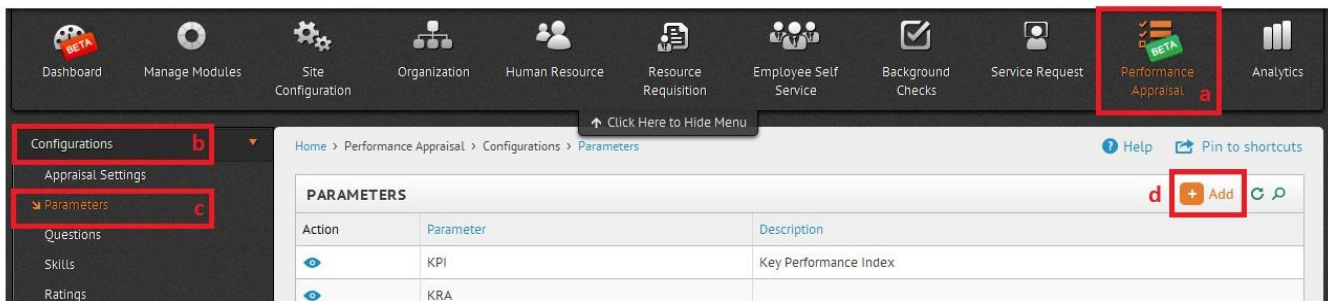 BETA
BETA
Dashboard Manage Modules Site Configuration Organization Human Resource Resource Requisition Employee Self Service Background Checks Service Request Performance Appraisal a Analytics
↑ Click Here to Hide Menu
Configurations b
Home > Performance Appraisal > Configurations > Parameters
? Help Pin to shortcuts
Appraisal Settings
Parameters c
PARAMETERS
d + Add
Questions
Action Parameter Description
Skills
KPI Key Performance Index
Ratings
KRA